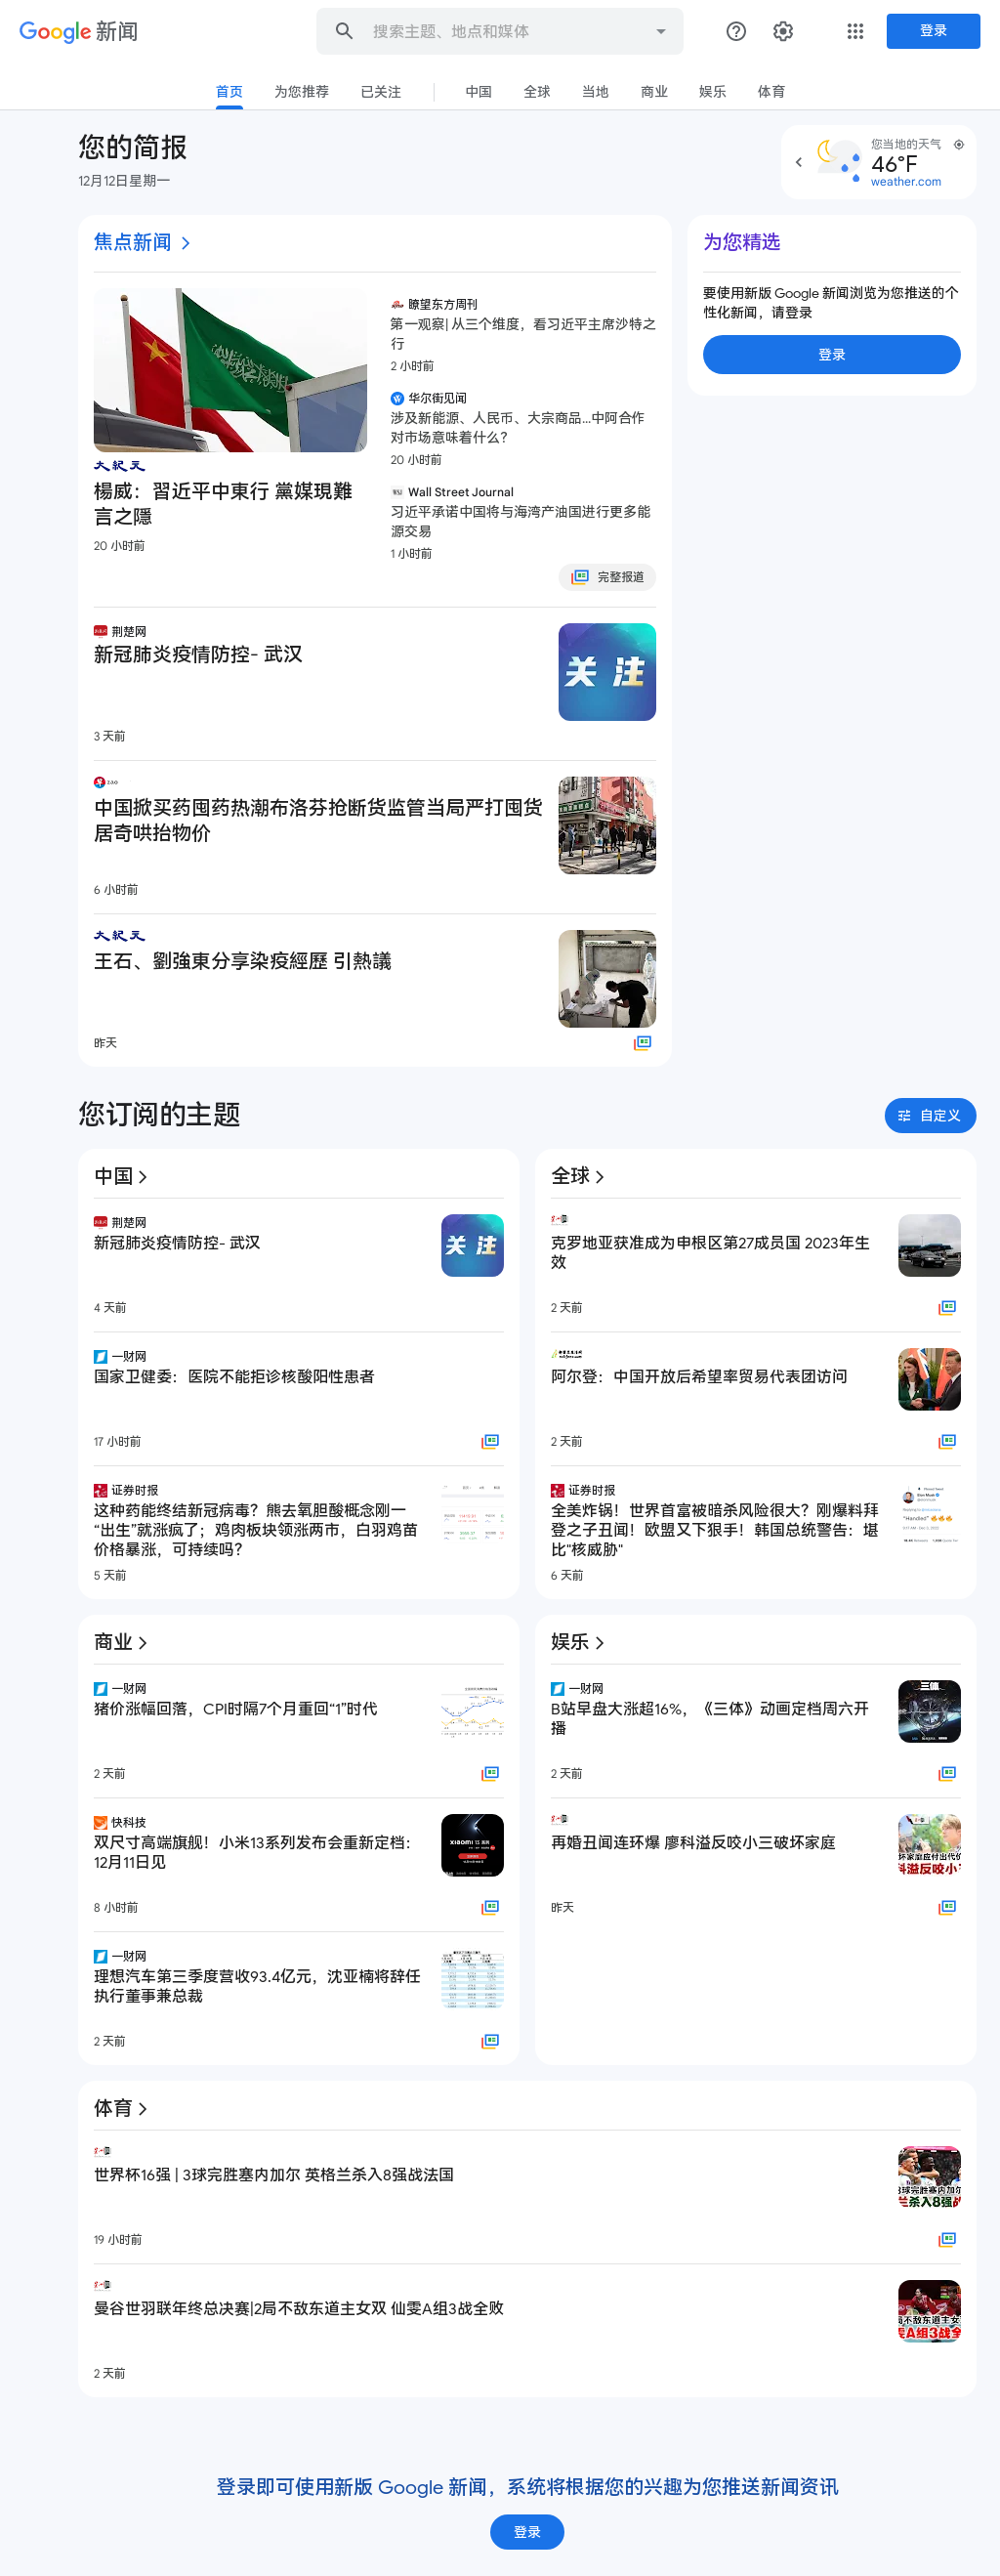 Google 新闻
搜索主题、地点和媒体
登录
首页
为您推荐
已关注
中国
全球
当地
商业
娱乐
体育
您的简报
12月12日星期一
您当地的天气
46°F
weather.com
焦点新闻
大纪元
楊威：習近平中東行 黨媒現難
言之隱
20 小时前
瞭望东方周刊
第一观察| 从三个维度，看习近平主席沙特之
行
2 小时前
华尔街见闻
涉及新能源、人民币、大宗商品...中阿合作
对市场意味着什么？
20 小时前
Wall Street Journal
习近平承诺中国将与海湾产油国进行更多能
源交易
1 小时前
完整报道
荆楚网
新冠肺炎疫情防控- 武汉
关注
3 天前
中国掀买药囤药热潮布洛芬抢断货监管当局严打囤货
居奇哄抬物价
6 小时前
大纪元
王石、劉強東分享染疫經歷 引熱議
昨天
为您精选
要使用新版 Google 新闻浏览为您推送的个
性化新闻，请登录
登录
您订阅的主题
自定义
中国
荆楚网
新冠肺炎疫情防控- 武汉
关注
4 天前
一财网
国家卫健委：医院不能拒诊核酸阳性患者
17 小时前
证券时报
这种药能终结新冠病毒？熊去氧胆酸概念刚一
“出生”就涨疯了；鸡肉板块领涨两市，白羽鸡苗
价格暴涨，可持续吗？
5 天前
全球
克罗地亚获准成为申根区第27成员国 2023年生
效
2 天前
阿尔登：中国开放后希望率贸易代表团访问
2 天前
证券时报
全美炸锅！世界首富被暗杀风险很大？刚爆料拜
登之子丑闻！欧盟又下狠手！韩国总统警告：堪
比"核威胁"
6 天前
商业
一财网
猪价涨幅回落，CPI时隔7个月重回“1”时代
2 天前
快科技
双尺寸高端旗舰！小米13系列发布会重新定档：
12月11日见
8 小时前
一财网
理想汽车第三季度营收93.4亿元，沈亚楠将辞任
执行董事兼总裁
2 天前
娱乐
一财网
B站早盘大涨超16%，《三体》动画定档周六开
播
三体
2 天前
再婚丑闻连环爆 廖科溢反咬小三破坏家庭
昨天
体育
世界杯16强 | 3球完胜塞内加尔 英格兰杀入8强战法国
19 小时前
曼谷世羽联年终总决赛|2局不敌东道主女双 仙雯A组3战全败
2 天前
登录即可使用新版 Google 新闻，系统将根据您的兴趣为您推送新闻资讯
登录